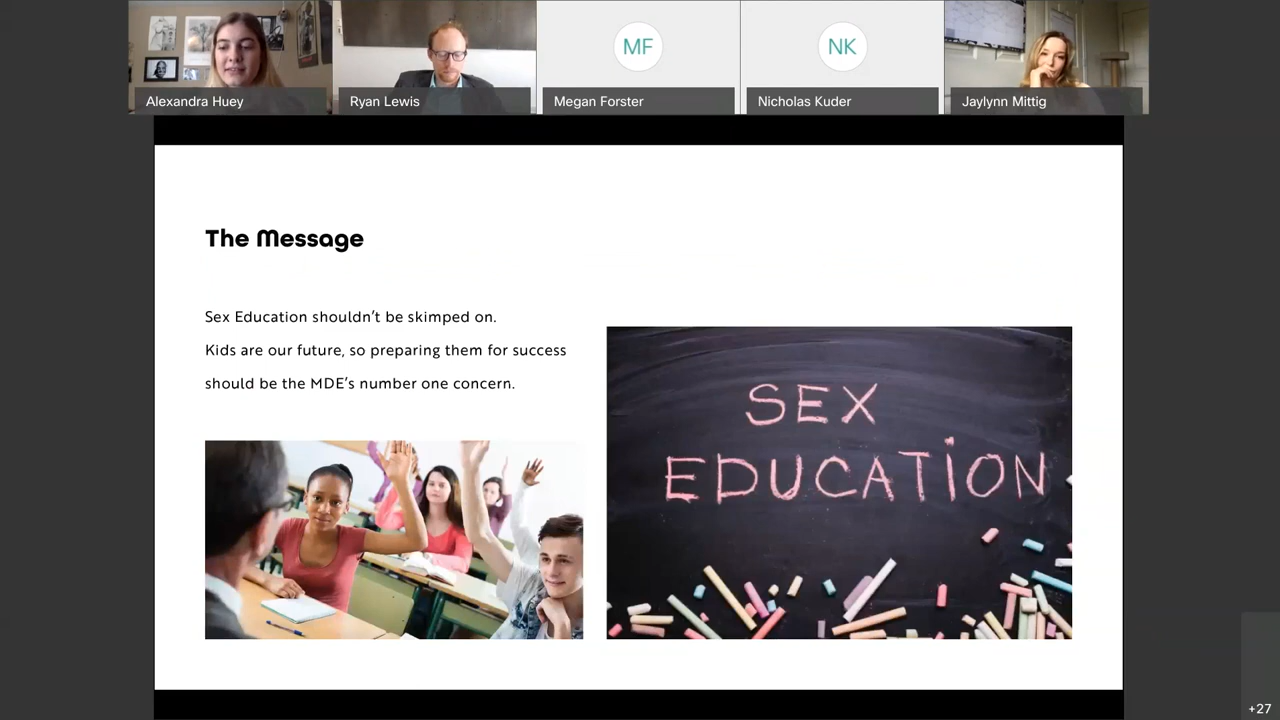 MF
NK
Alexandra Huey
Ryan Lewis
Megan Forster
Nicholas Kuder
Jaylynn Mittig
The Message
Sex Education shouldn't be skimped on.
Kids are our future, so preparing them for success
should be the MDE's number one concern.
SEX
EDUCATION
+27